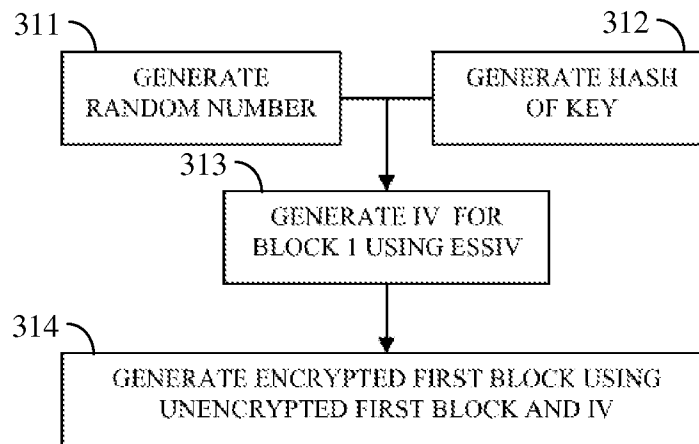 311
312
GENERATE
RANDOM NUMBER
GENERATE HASH
OF KEY
313
GENERATE IV FOR
BLOCK 1 USING ESSIV
314
GENERATE ENCRYPTED FIRST BLOCK USING
UNENCRYPTED FIRST BLOCK AND IV